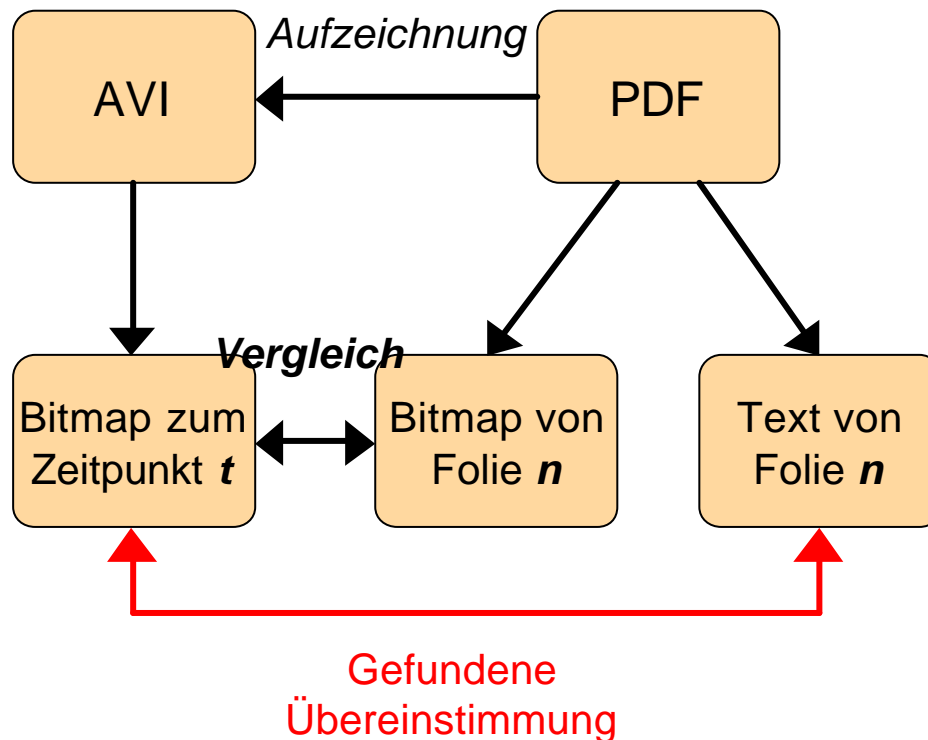 Aufzeichnung
AVI
PDF
Vergleich
Bitmap zum
Zeitpunkt t
Bitmap von
Folie n
Text von
Folie n
Gefundene
Übereinstimmung